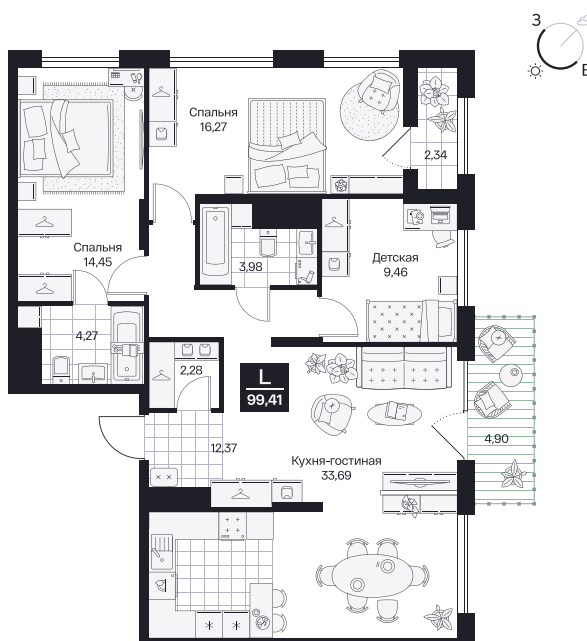 З
В
Спальня
16,27
2,34
Спальня
14,45
3,98
Детская
9,46
4,27
2,28
L
99,41
12,37
Кухня-гостиная
33,69
4,90